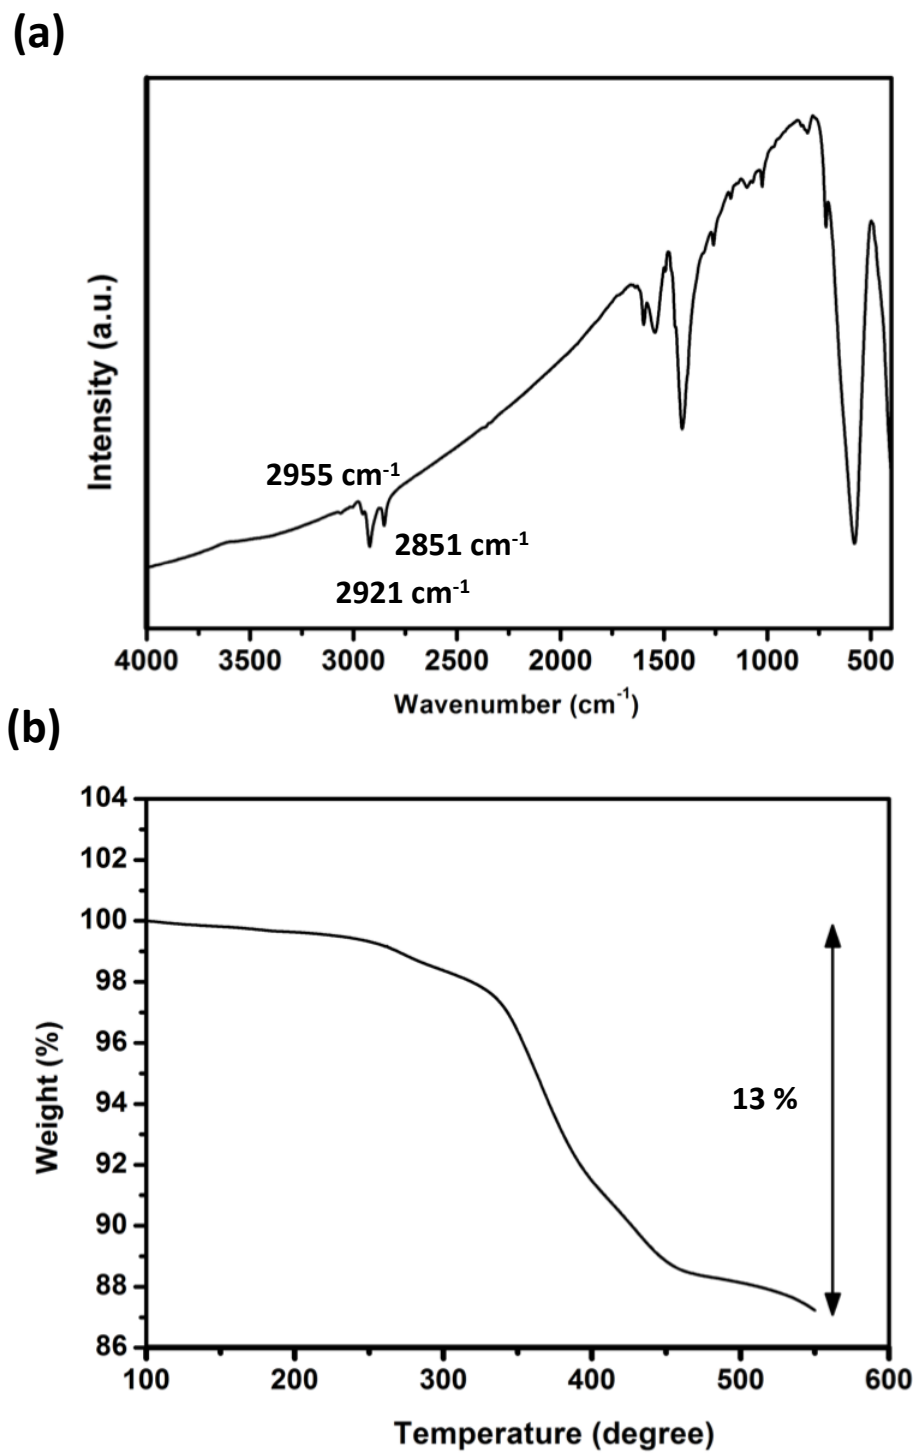 (a)
Intensity (a.u.)
2955 cm⁻¹
2851 cm⁻¹
2921 cm⁻¹
4000 3500 3000 2500 2000 1500 1000 500
Wavenumber (cm⁻¹)
(b)
104
102
100
98
96
94
92
90
88
86
Weight (%)
13 %
100 200 300 400 500 600
Temperature (degree)